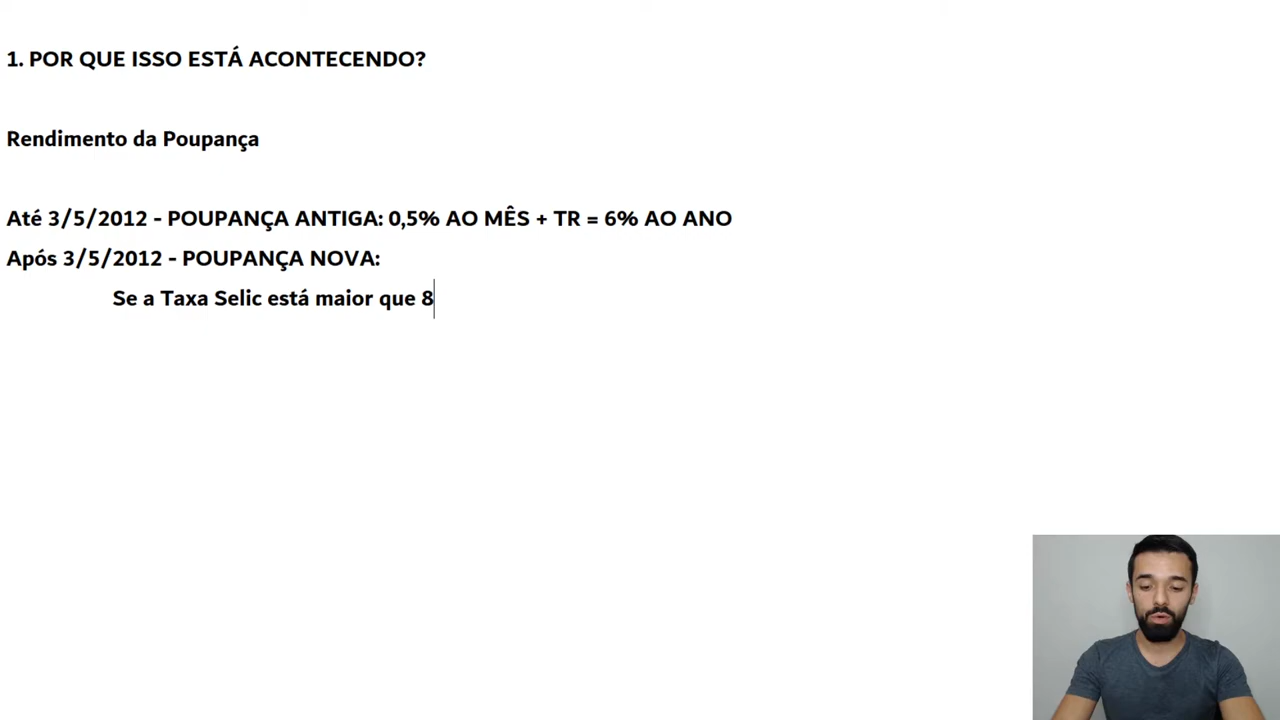 1. POR QUE ISSO ESTÁ ACONTECENDO?
Rendimento da Poupança
Até 3/5/2012 - POUPANÇA ANTIGA: 0,5% AO MÊS + TR = 6% AO ANO
Após 3/5/2012 - POUPANÇA NOVA:
Se a Taxa Selic está maior que 8